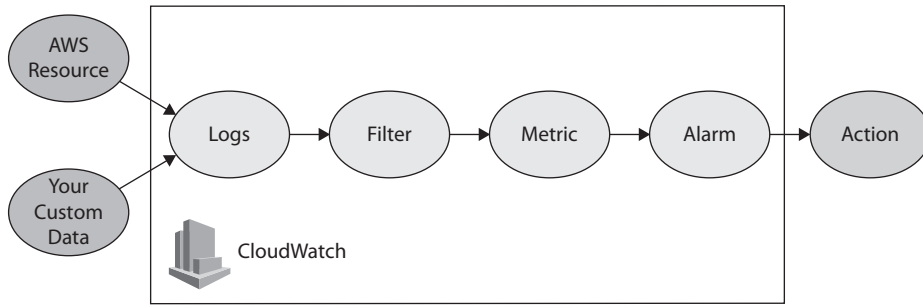 AWS
Resource
Your
Custom
Data
Logs
Filter
Metric
Alarm
Action
CloudWatch